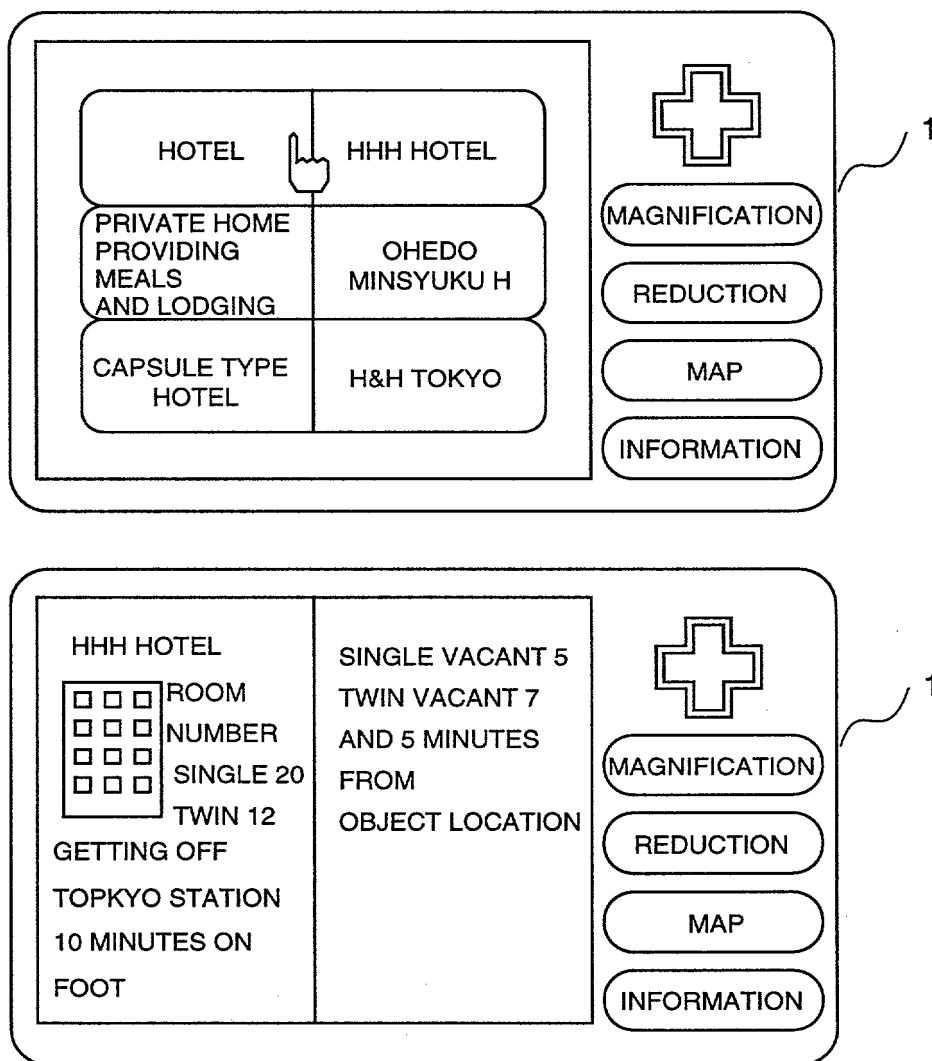 HOTEL
HHH HOTEL
PRIVATE HOME
PROVIDING
MEALS
AND LODGING
OHEDO
MINSYUKU H
CAPSULE TYPE
HOTEL
H&H TOKYO
MAGNIFICATION
REDUCTION
MAP
INFORMATION
1
HHH HOTEL
ROOM
NUMBER
SINGLE 20
TWIN 12
GETTING OFF
TOPKYO STATION
10 MINUTES ON
FOOT
SINGLE VACANT 5
TWIN VACANT 7
AND 5 MINUTES
FROM
OBJECT LOCATION
MAGNIFICATION
REDUCTION
MAP
INFORMATION
1